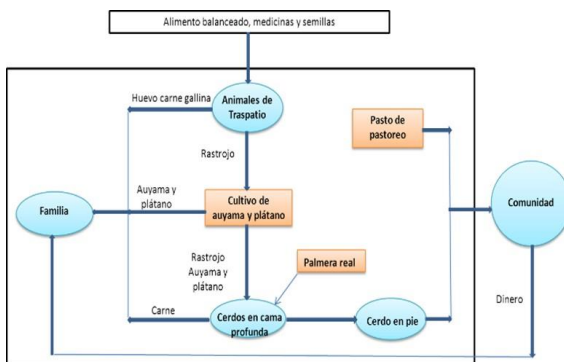 Alimento balanceado, medicinas y semillas
Huevo carne gallina
Animales de
Traspatio
Pasto de
pastoreo
Rastrojo
Auyama y
plátano
Familia
Cultivo de
auyama y plátano
Comunidad
Rastrojo
Auyama y
plátano
Palmera real
Dinero
Carne
Cerdos en cama
profunda
Cerdo en pie